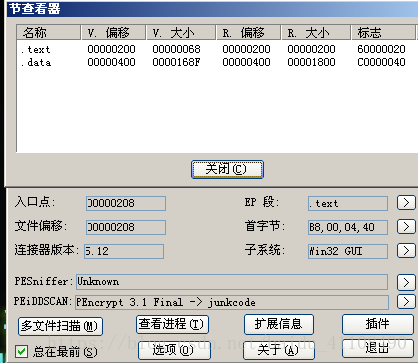 节查看器
名称 V. 偏移 V. 大小 R. 偏移 R. 大小 标志
.text 00000200 00000068 00000200 00000200 60000020
.data 00000400 0000168F 00000400 00001800 C0000040
关闭(C)
入口点: 00000208 EP 段: .text >
文件偏移: 00000208 首字节: B8,00,04,40 >
连接器版本: 5.12 子系统: Win32 GUI >
PESniffer: Unknown >
PEiDDSCAN: PEncrypt 3.1 Final -> junkcode >
多文件扫描(M) 查看进程(T) 扩展信息 插件
总在最前(S) 选项(O) 关于(A) 退出